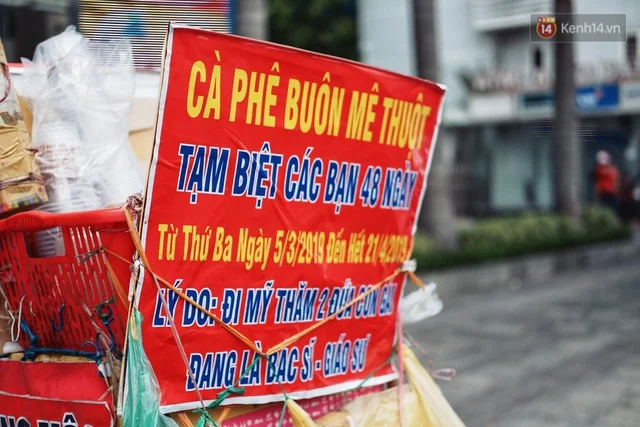 14 Kenh14.vn
CÀ PHÊ BUÔN MÊ THUỘT
TẠM BIỆT CÁC BẠN 48 NGÀY
Từ Thứ Ba Ngày 5/3/2019 Đến Hết 21/4/2019
LÝ DO: ĐI MỸ THĂM 2 ĐỨA CON GÁI
ĐANG LÀ BÁC SĨ - GIÁO SƯ